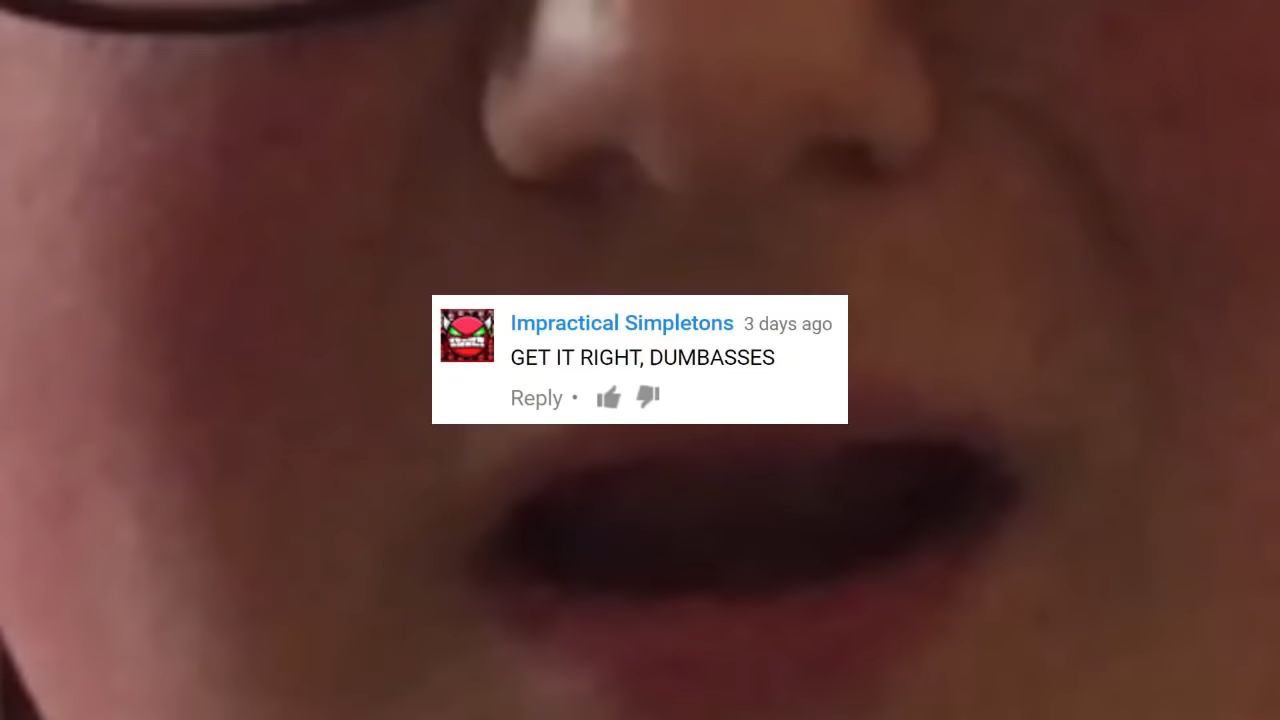 Impractical Simpletons 3 days ago
GET IT RIGHT, DUMBASSES
Reply •